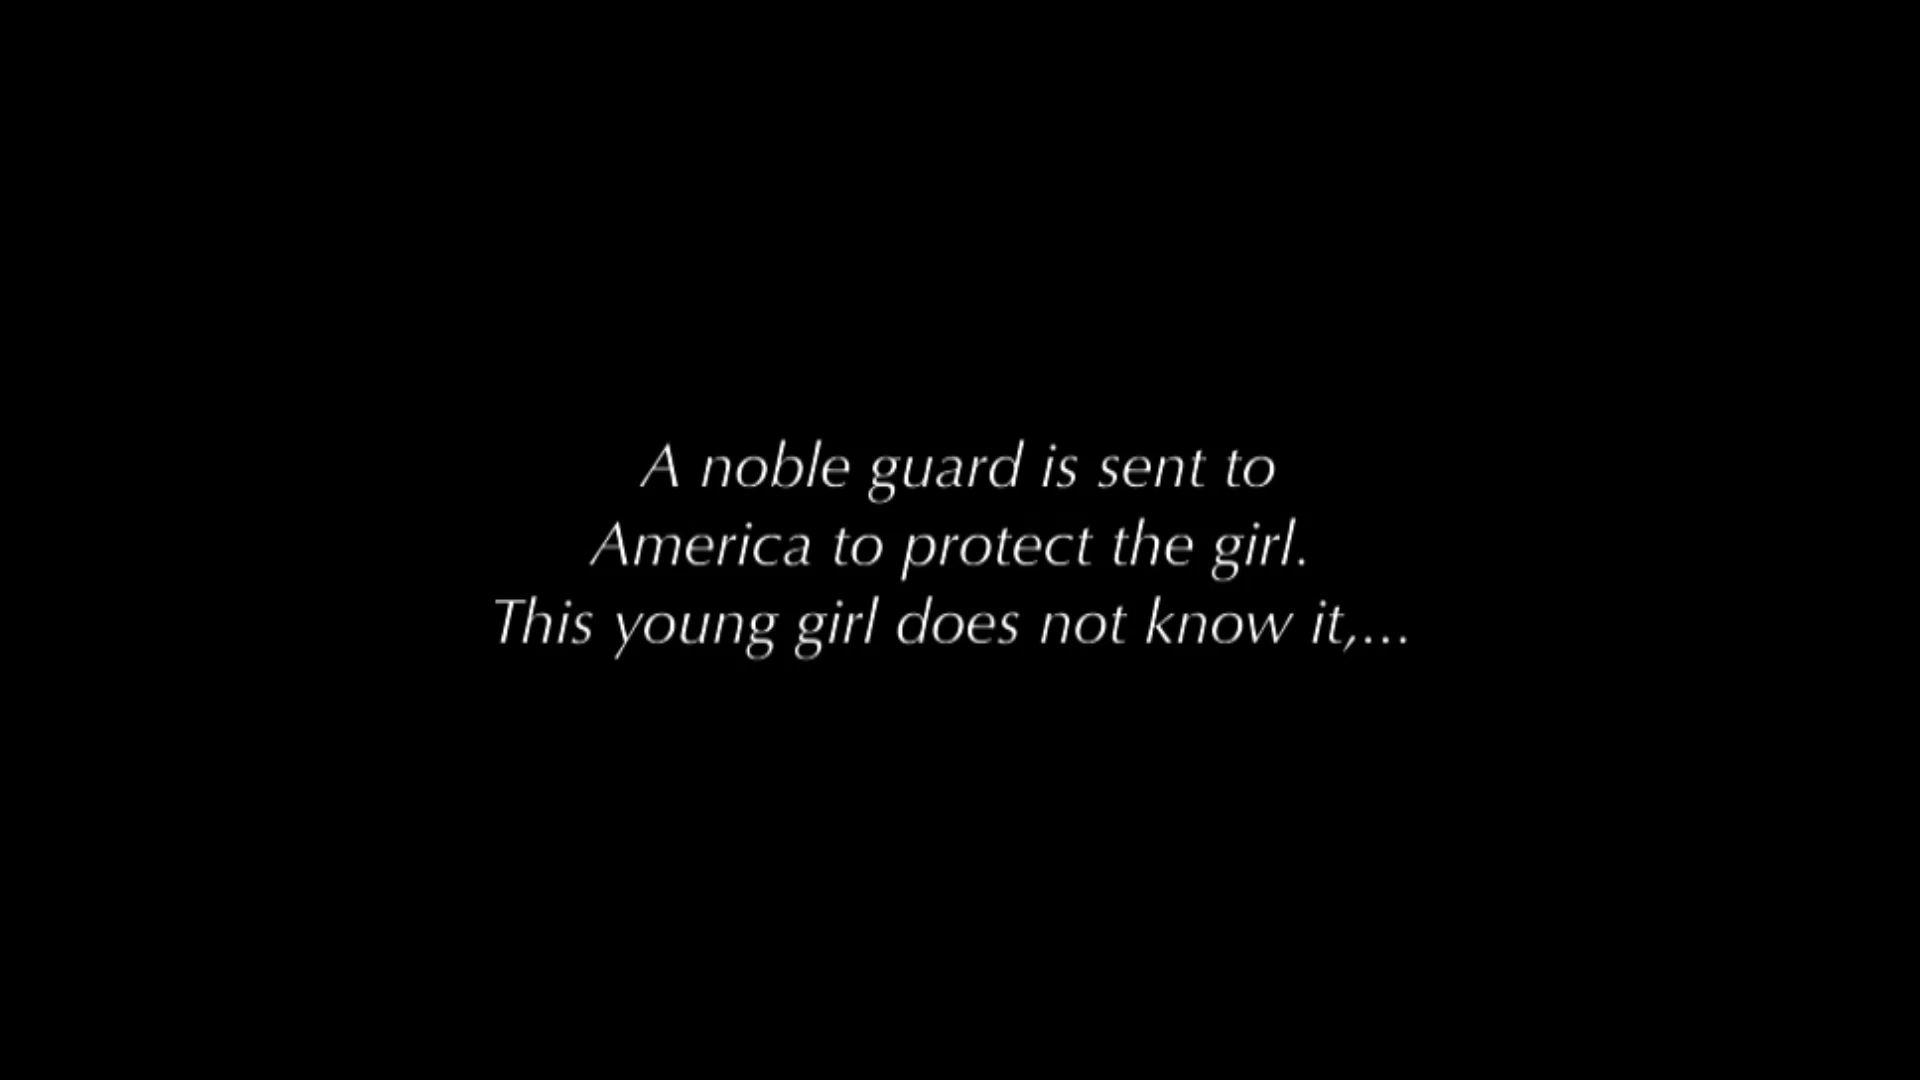 A noble guard is sent to
America to protect the girl.
This young girl does not know it,...